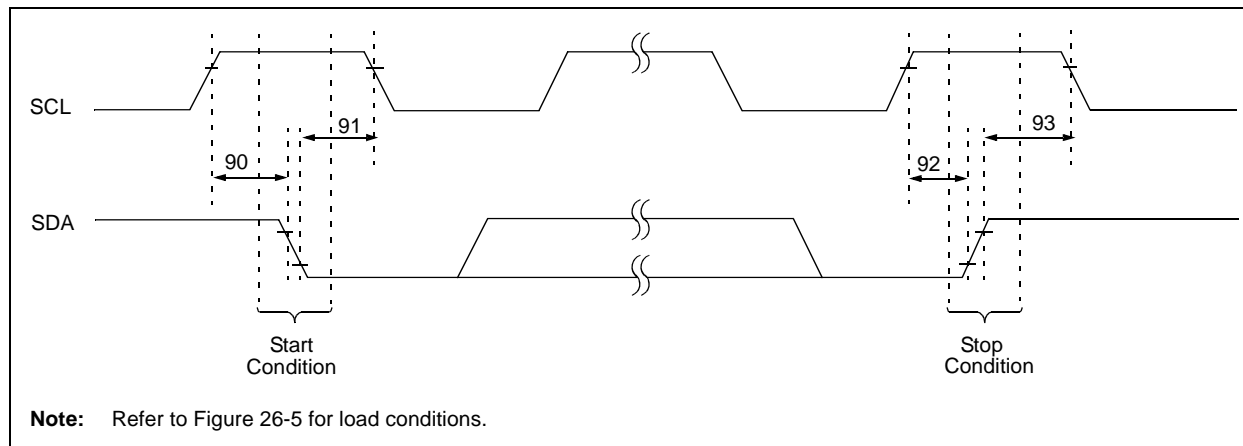 SCL
91
93
90
92
SDA
Start
Condition
Stop
Condition
Note: Refer to Figure 26-5 for load conditions.